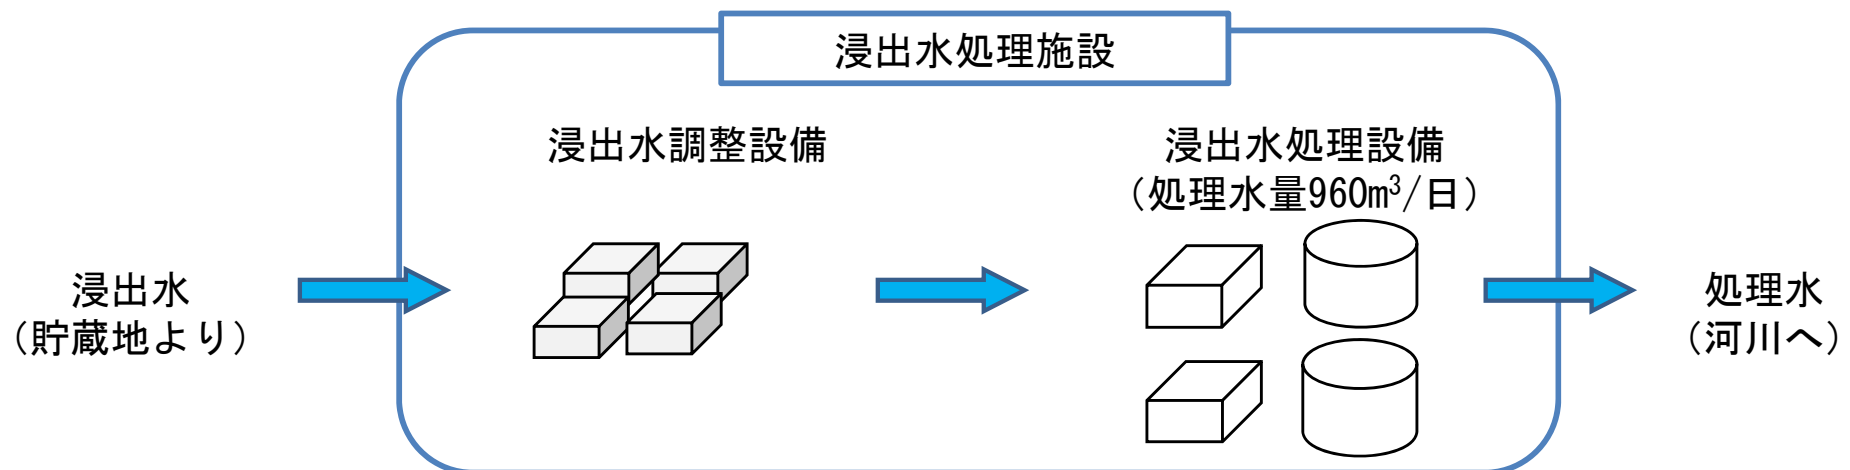 浸出水処理施設
浸出水調整設備
浸出水処理設備
（処理水量960m³/日）
浸出水
（貯蔵地より）
処理水
（河川へ）